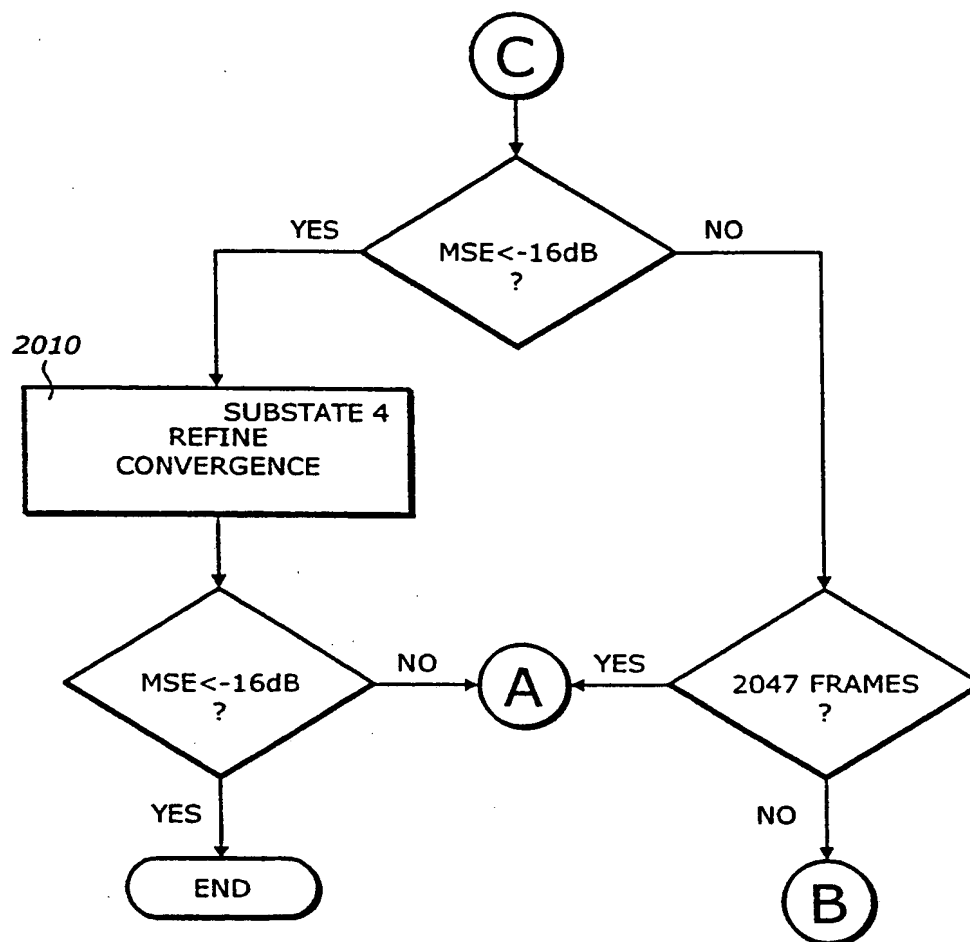 C
YES
NO
MSE<-16dB
?
2010
SUBSTATE 4
REFINE
CONVERGENCE
NO
YES
MSE<-16dB
?
A
2047 FRAMES
?
YES
NO
END
B